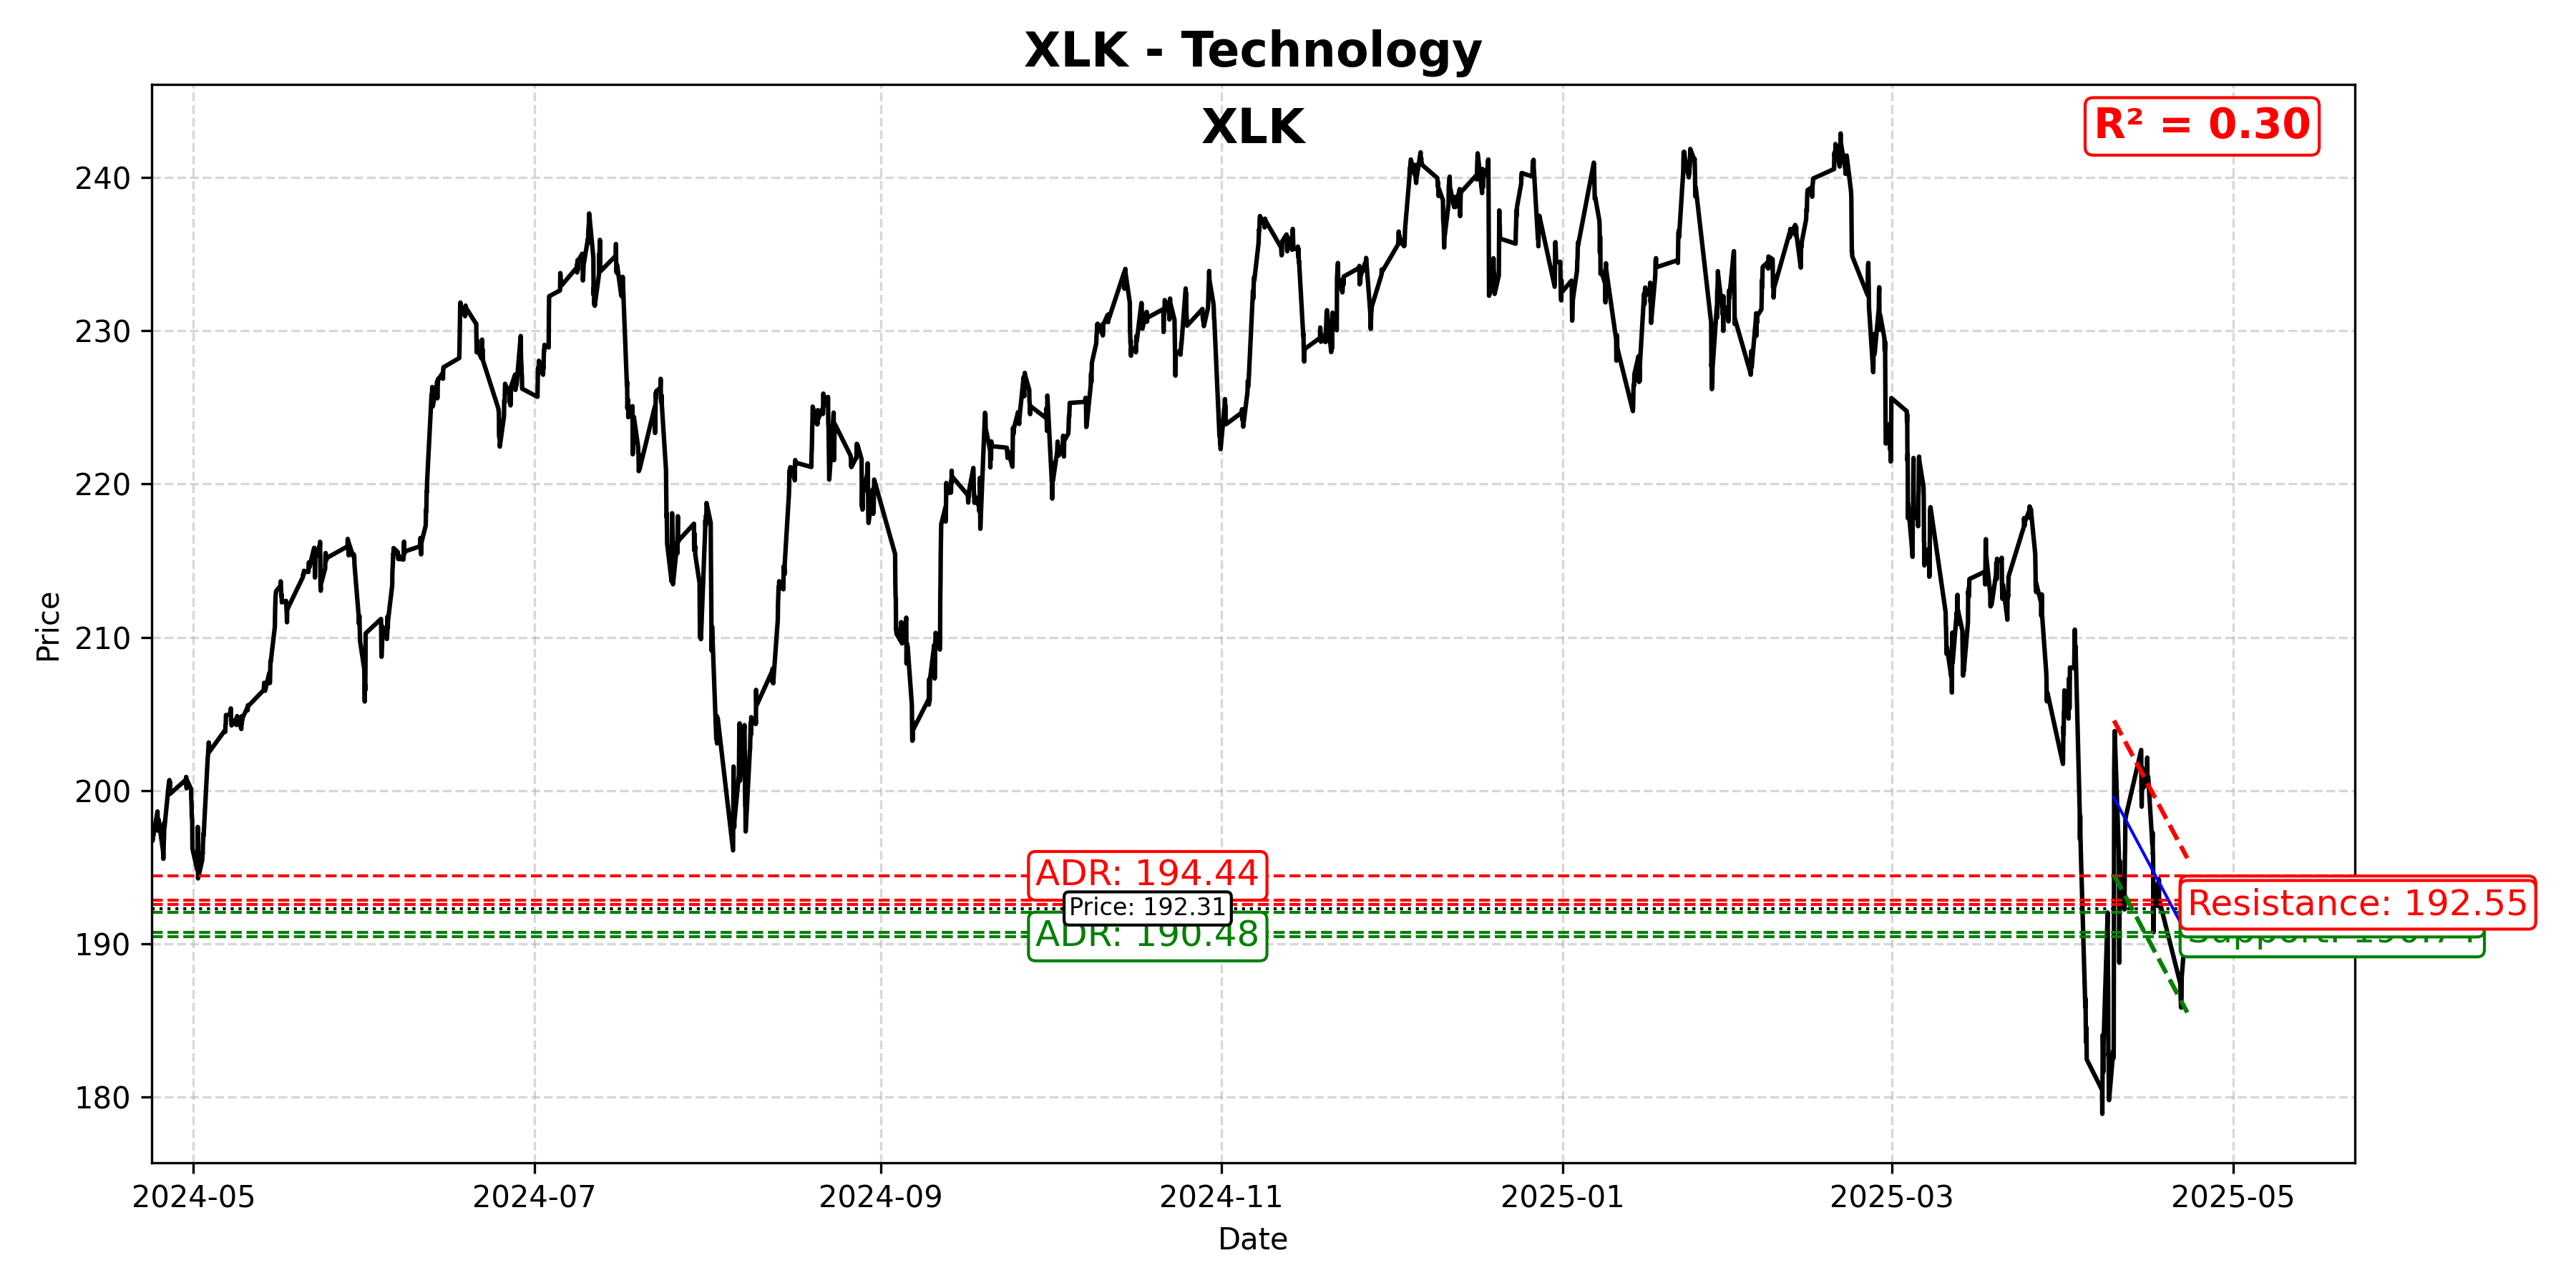 XLK - Technology
XLK
R² = 0.30
240
230
220
210
200
190
180
Price
ADR: 194.44
Price: 192.31
ADR: 190.48
Resistance: 192.55
2024-05
2024-07
2024-09
2024-11
2025-01
2025-03
2025-05
Date